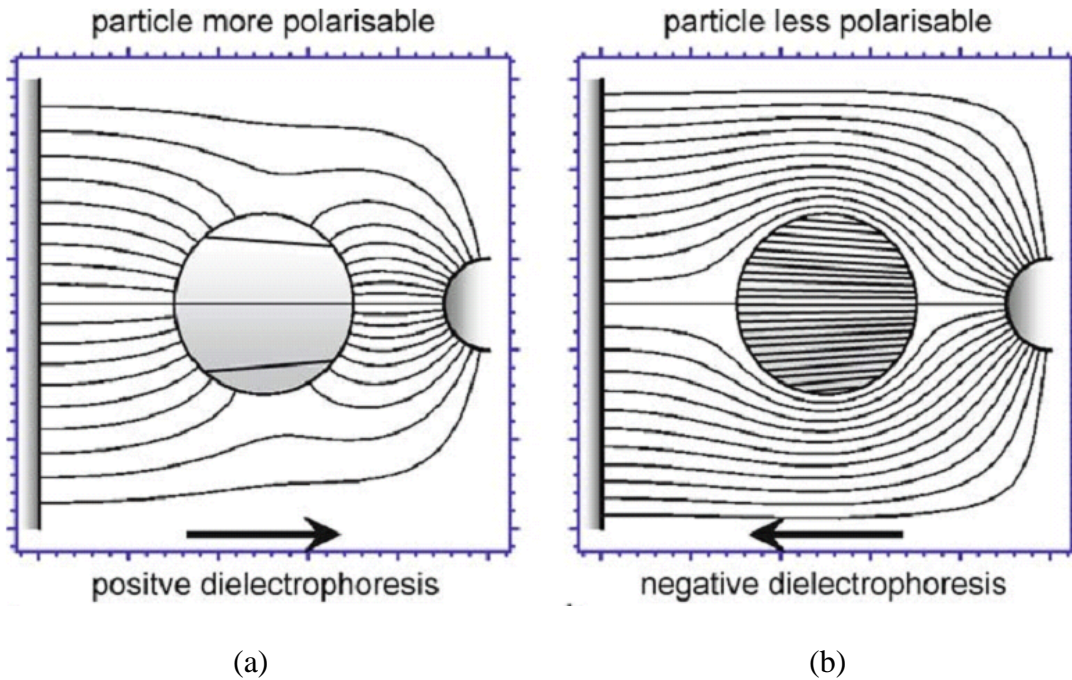 particle more polarisable
particle less polarisable
positve dielectrophoresis
negative dielectrophoresis
(a)
(b)